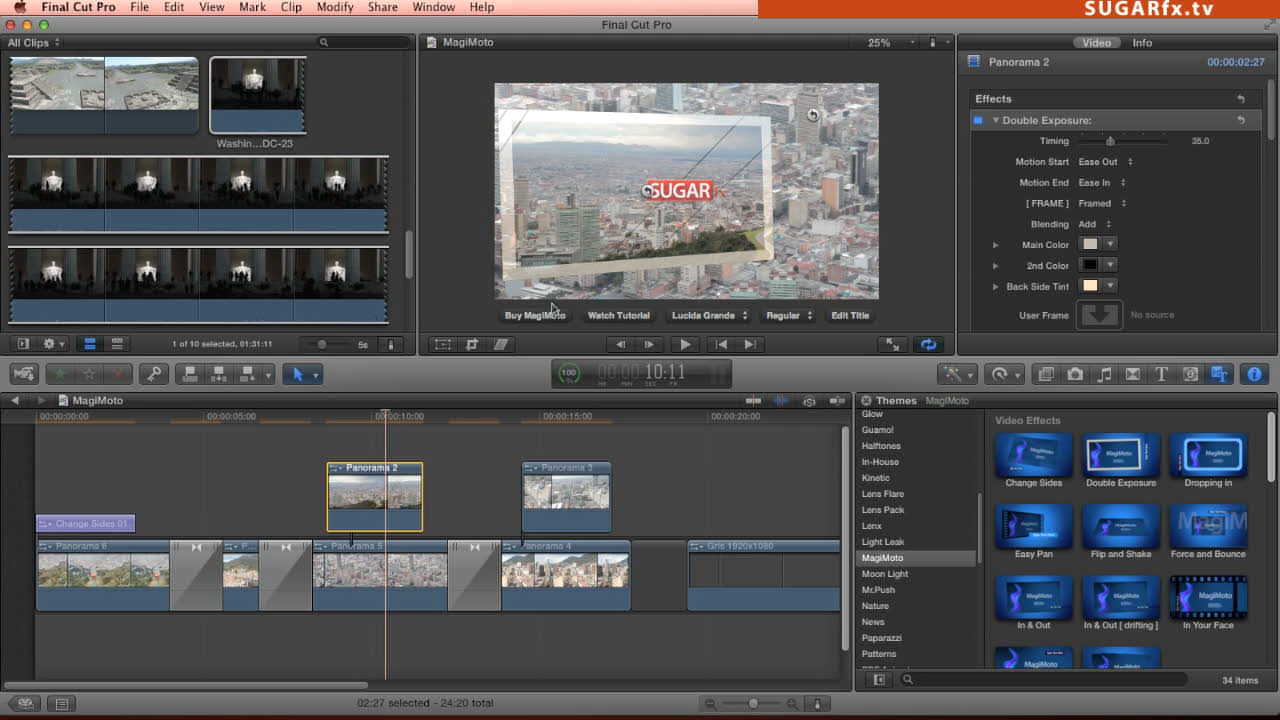 Final Cut Pro File Edit View Mark Clip Modify Share Window Help
SUGARfx.tv
Final Cut Pro
All Clips
Washin...DC-23
1 of 10 selected, 01:31:11
5s
MagiMoto
25%
SUGARfx
Buy MagiMoto Watch Tutorial Lucida Grande Regular Edit Title
Video Info
Panorama 2 00:00:02:27
Effects
Double Exposure:
Timing 35.0
Motion Start Ease Out
Motion End Ease In
[ FRAME ] Framed
Blending Add
Main Color
2nd Color
Back Side Tint
User Frame No source
100
%
00:00:10:11
HR MIN SEC FR
MagiMoto
00:00:00:00 00:00:05:00 00:00:10:00 00:00:15:00 00:00:20:00
Panorama 2
Panorama 3
Change Sides 01
Panorama 6
P...
Panorama 5
Panorama 4
Gris 1920x1080
02:27 selected - 24:20 total
Themes MagiMoto
Glow
Guamo!
Halftones
In-House
Kinetic
Lens Flare
Lens Pack
Lenx
Light Leak
MagiMoto
Moon Light
Mr.Push
Nature
News
Paparazzi
Patterns
Video Effects
Change Sides
Double Exposure
Dropping in
Easy Pan
Flip and Shake
Force and Bounce
In & Out
In & Out [ drifting ]
In Your Face
34 items